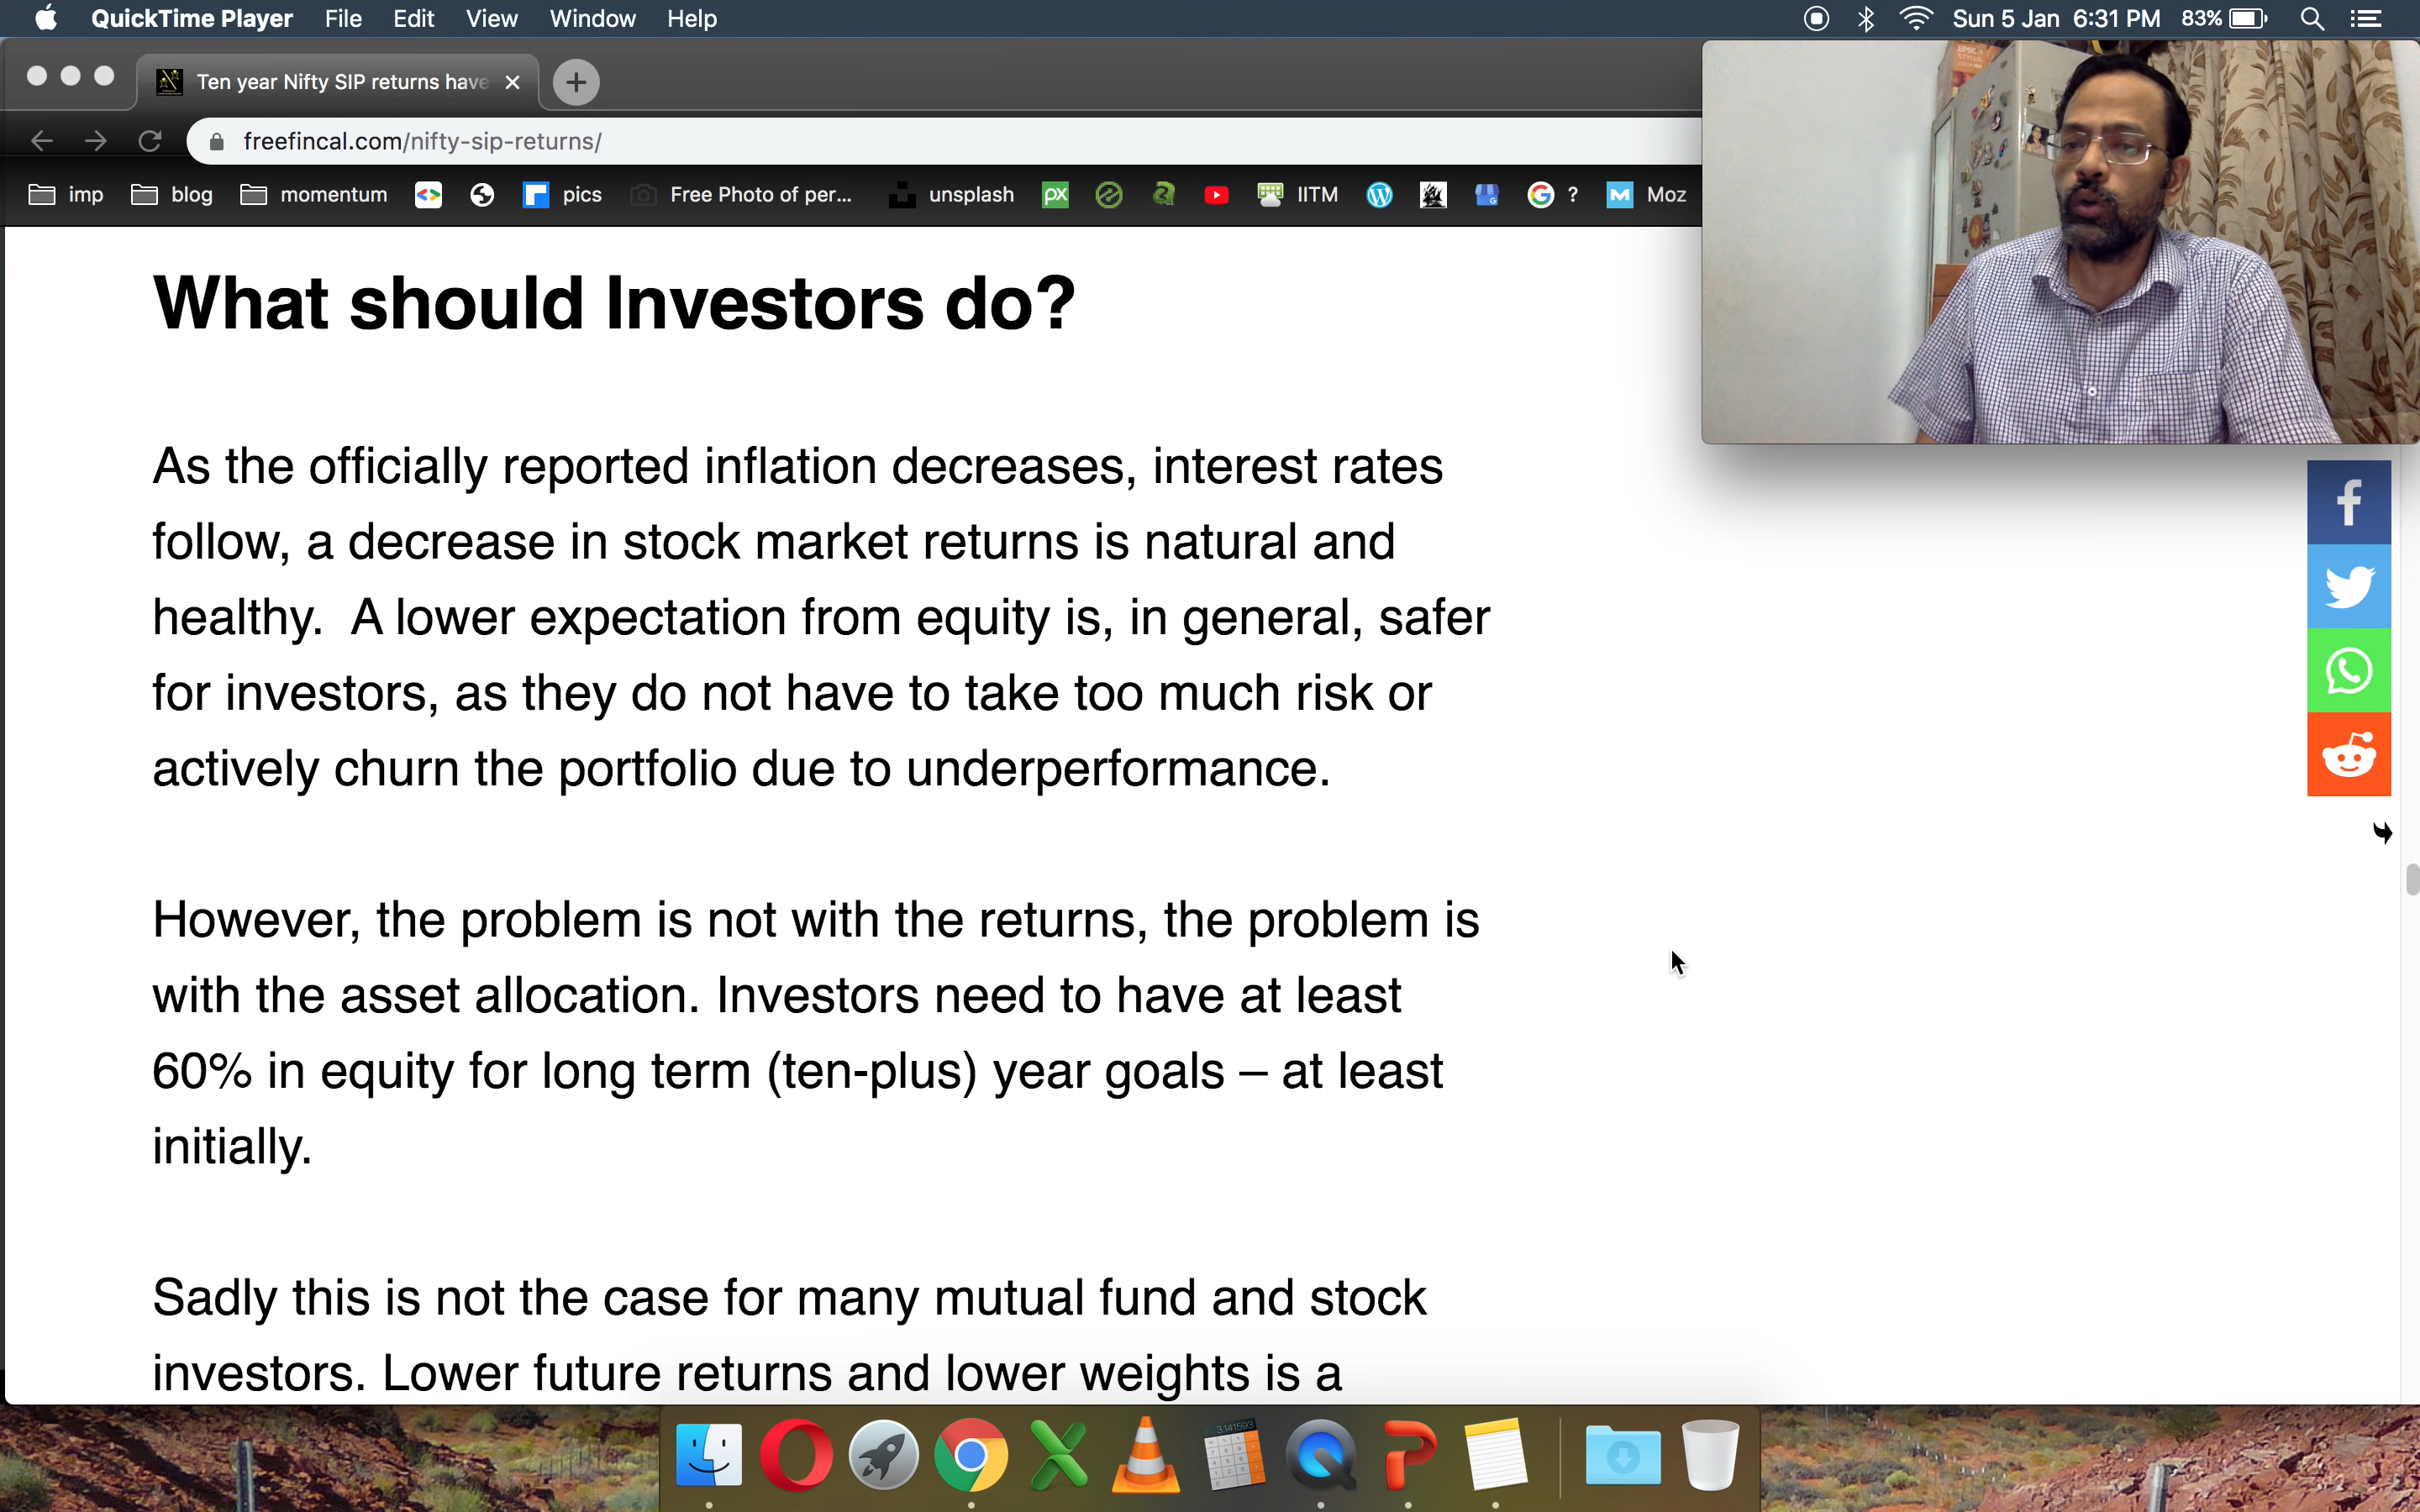 QuickTime Player File Edit View Window Help Sun 5 Jan 6:31 PM 83%
Ten year Nifty SIP returns have
freefincal.com/nifty-sip-returns/
imp blog momentum pics Free Photo of per... unsplash px IITM ? Moz
What should Investors do?
As the officially reported inflation decreases, interest rates
follow, a decrease in stock market returns is natural and
healthy. A lower expectation from equity is, in general, safer
for investors, as they do not have to take too much risk or
actively churn the portfolio due to underperformance.
However, the problem is not with the returns, the problem is
with the asset allocation. Investors need to have at least
60% in equity for long term (ten-plus) year goals – at least
initially.
Sadly this is not the case for many mutual fund and stock
investors. Lower future returns and lower weights is a
3.141593